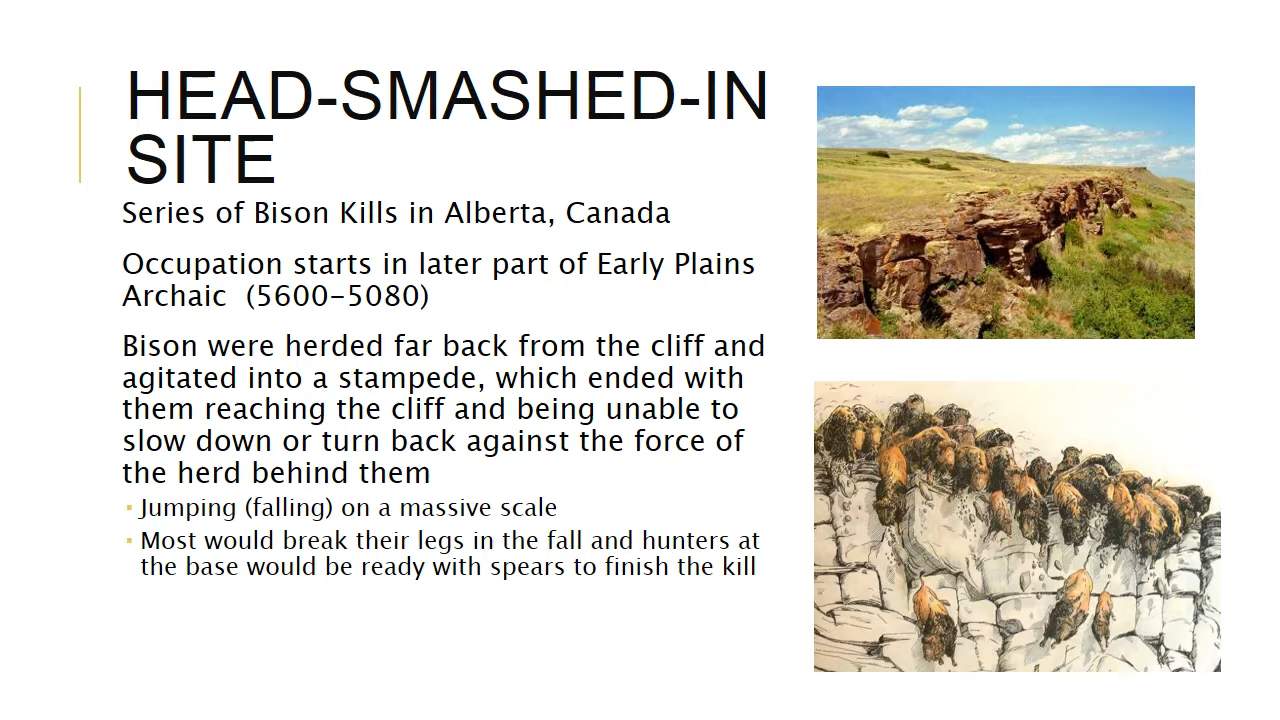 HEAD-SMASHED-IN
SITE
Series of Bison Kills in Alberta, Canada
Occupation starts in later part of Early Plains
Archaic (5600-5080)
Bison were herded far back from the cliff and
agitated into a stampede, which ended with
them reaching the cliff and being unable to
slow down or turn back against the force of
the herd behind them
▪ Jumping (falling) on a massive scale
▪ Most would break their legs in the fall and hunters at
the base would be ready with spears to finish the kill